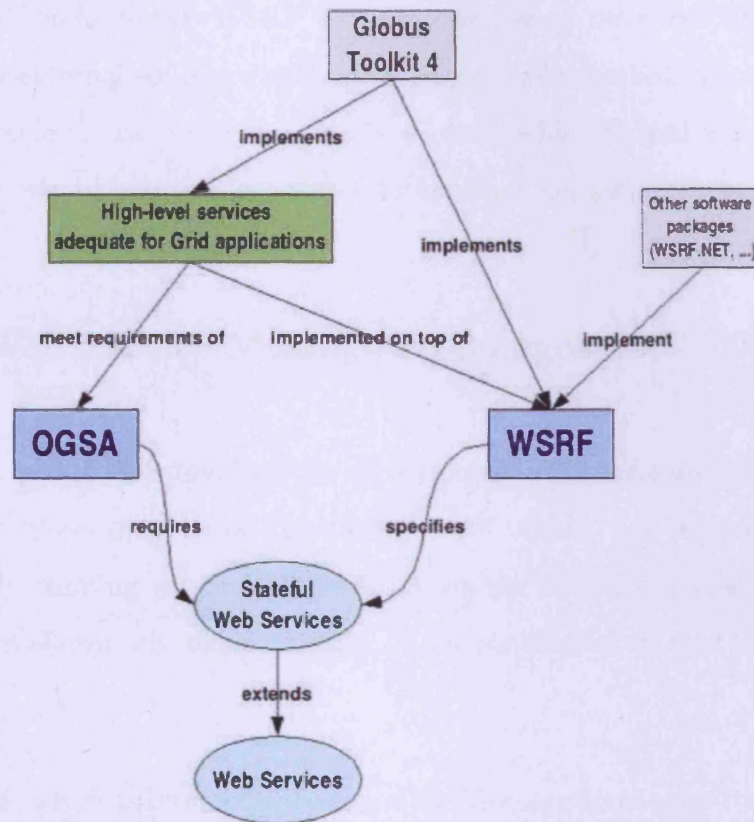 Globus
Toolkit 4
implements
High-level services
adequate for Grid applications
implements
Other software
packages
(WSRF.NET, ...)
meet requirements of
implemented on top of
implement
OGSA
WSRF
requires
specifies
Stateful
Web Services
extends
Web Services